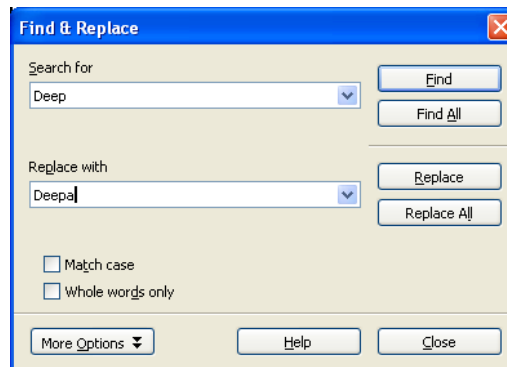 Find & Replace
Search for
Deep
Find
Find All
Replace with
Deepa
Replace
Replace All
Match case
Whole words only
More Options
Help
Close